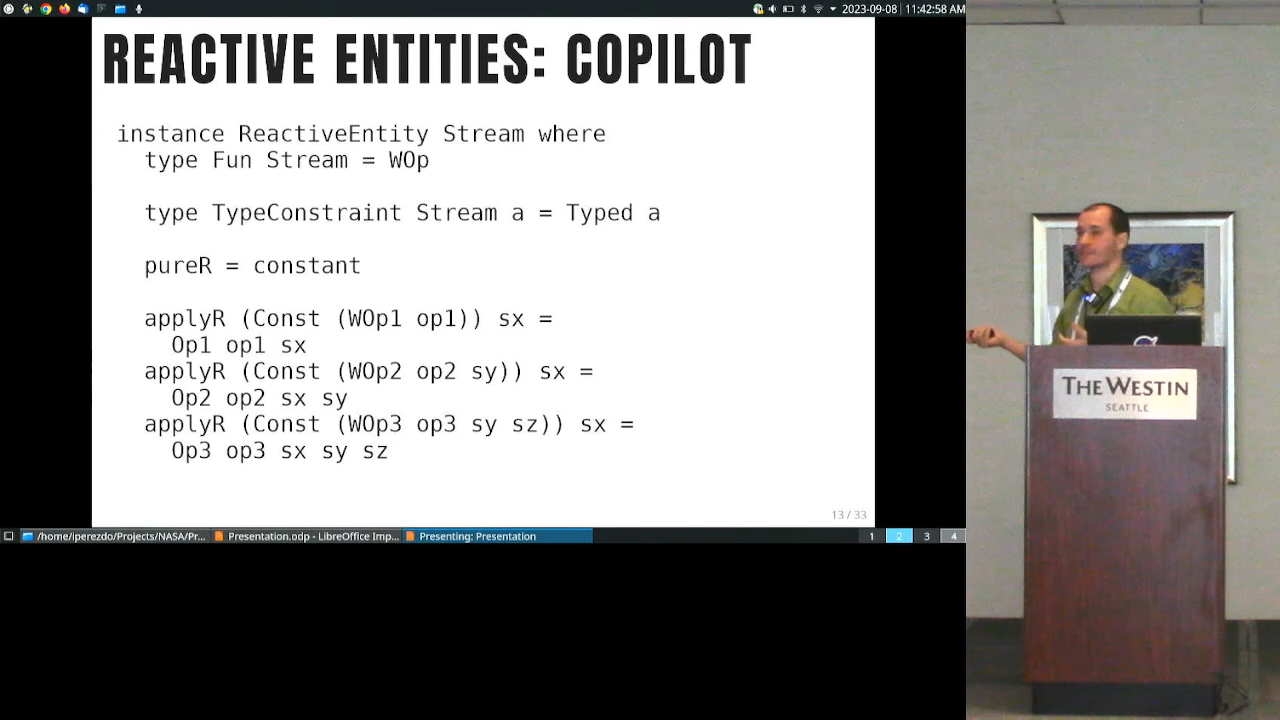 2023-09-08
11:42:58 AM
REACTIVE ENTITIES: COPILOT
instance ReactiveEntity Stream where
type Fun Stream = WOp
type TypeConstraint Stream a = Typed a
pureR = constant
applyR (Const (WOp1 op1)) sx =
Op1 op1 sx
applyR (Const (WOp2 op2 sy)) sx =
Op2 op2 sx sy
applyR (Const (WOp3 op3 sy sz)) sx =
Op3 op3 sx sy sz
13 / 33
/home/iperezdo/Projects/NASA/Pr...
Presentation.odp - LibreOffice Imp...
Presenting: Presentation
1 2 3 4
THE WESTIN
SEATTLE